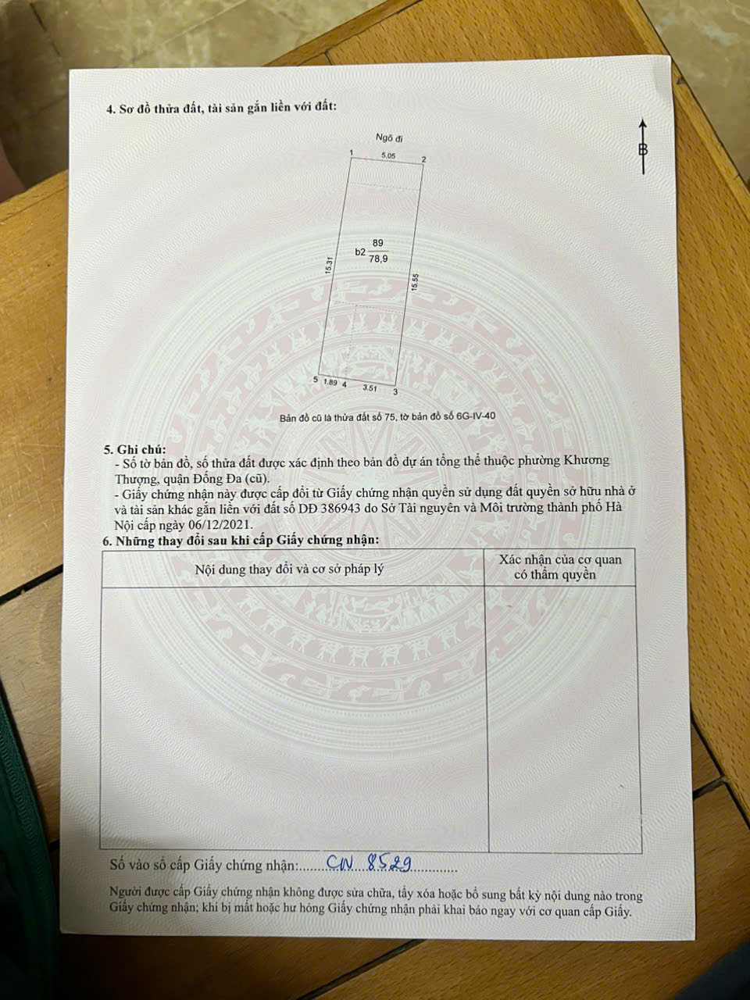 4. Sơ đồ thửa đất, tài sản gắn liền với đất:
Ngõ đi
B
1
5.05
2
b2 89
78,9
15.31
15.55
5 1.89 4 3.51 3
Bản đồ cũ là thửa đất số 75, tờ bản đồ số 6G-IV-40
5. Ghi chú:
- Số tờ bản đồ, số thửa đất được xác định theo bản đồ dự án tổng thể thuộc phường Khương
Thượng, quận Đống Đa (cũ).
- Giấy chứng nhận này được cấp đổi từ Giấy chứng nhận quyền sử dụng đất quyền sở hữu nhà ở
và tài sản khác gắn liền với đất số DĐ 386943 do Sở Tài nguyên và Môi trường thành phố Hà
Nội cấp ngày 06/12/2021.
6. Những thay đổi sau khi cấp Giấy chứng nhận:
Nội dung thay đổi và cơ sở pháp lý
Xác nhận của cơ quan
có thẩm quyền
Số vào sổ cấp Giấy chứng nhận:....... CN 8529 ...........
Người được cấp Giấy chứng nhận không được sửa chữa, tẩy xóa hoặc bổ sung bất kỳ nội dung nào trong
Giấy chứng nhận; khi bị mất hoặc hư hỏng Giấy chứng nhận phải khai báo ngay với cơ quan cấp Giấy.